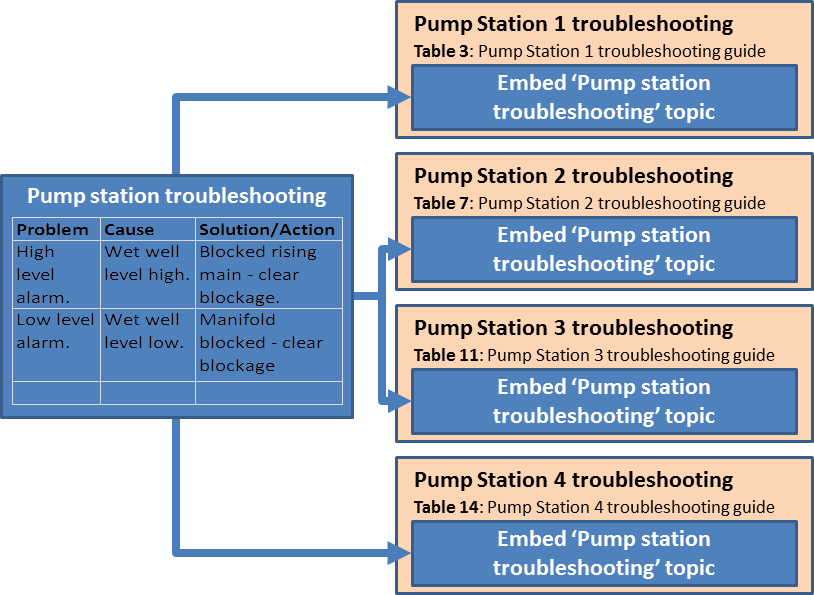 Pump station troubleshooting
Problem Cause Solution/Action
High level alarm. Wet well level high. Blocked rising main - clear blockage.
Low level alarm. Wet well level low. Manifold blocked - clear blockage
Pump Station 1 troubleshooting
Table 3: Pump Station 1 troubleshooting guide
Embed ‘Pump station
troubleshooting’ topic
Pump Station 2 troubleshooting
Table 7: Pump Station 2 troubleshooting guide
Embed ‘Pump station
troubleshooting’ topic
Pump Station 3 troubleshooting
Table 11: Pump Station 3 troubleshooting guide
Embed ‘Pump station
troubleshooting’ topic
Pump Station 4 troubleshooting
Table 14: Pump Station 4 troubleshooting guide
Embed ‘Pump station
troubleshooting’ topic